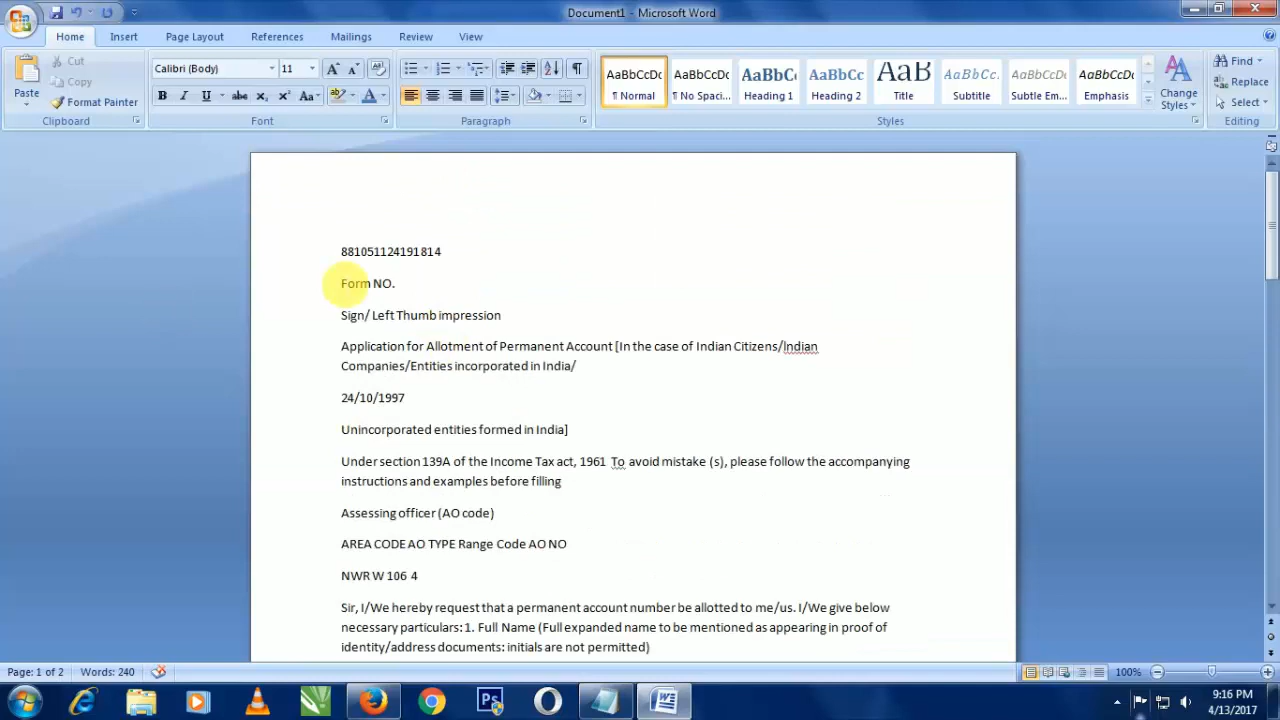 Document1 - Microsoft Word
Home Insert Page Layout References Mailings Review View
Paste
Cut
Copy
Format Painter
Clipboard
Calibri (Body) 11
Font
Paragraph
AaBbCcDc AaBbCcDc AaBbCc AaBbCc AaB AaBbCc. AaBbCcDc AaBbCcDc
¶ Normal ¶ No Spaci... Heading 1 Heading 2 Title Subtitle Subtle Em... Emphasis
Change Styles
Styles
Find
Replace
Select
Editing
881051124191814
Form NO.
Sign/ Left Thumb impression
Application for Allotment of Permanent Account [In the case of Indian Citizens/lndian
Companies/Entities incorporated in India/
24/10/1997
Unincorporated entities formed in India]
Under section 139A of the Income Tax act, 1961  To avoid mistake (s), please follow the accompanying
instructions and examples before filling
Assessing officer (AO code)
AREA CODE AO TYPE Range Code AO NO
NWR W 106 4
Sir, I/We hereby request that a permanent account number be allotted to me/us. I/We give below
necessary particulars: 1. Full Name (Full expanded name to be mentioned as appearing in proof of
identity/address documents: initials are not permitted)
Page: 1 of 2 Words: 240 100%
9:16 PM
4/13/2017